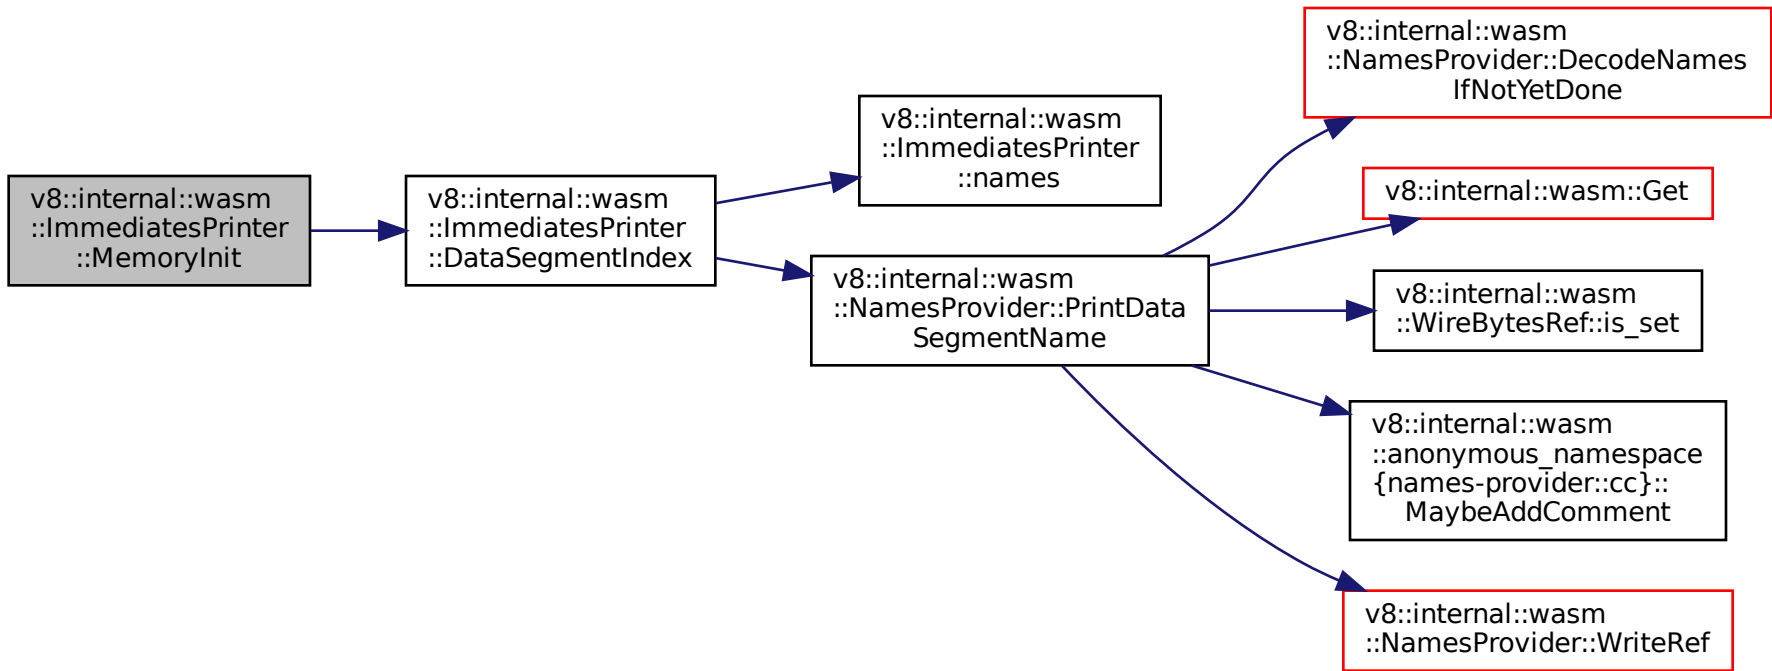 v8::internal::wasm
::ImmediatesPrinter
::MemoryInit
v8::internal::wasm
::ImmediatesPrinter
::DataSegmentIndex
v8::internal::wasm
::ImmediatesPrinter
::names
v8::internal::wasm
::NamesProvider::PrintData
SegmentName
v8::internal::wasm
::NamesProvider::DecodeNames
IfNotYetDone
v8::internal::wasm::Get
v8::internal::wasm
::WireBytesRef::is_set
v8::internal::wasm
::anonymous_namespace
{names-provider::cc}::
MaybeAddComment
v8::internal::wasm
::NamesProvider::WriteRef